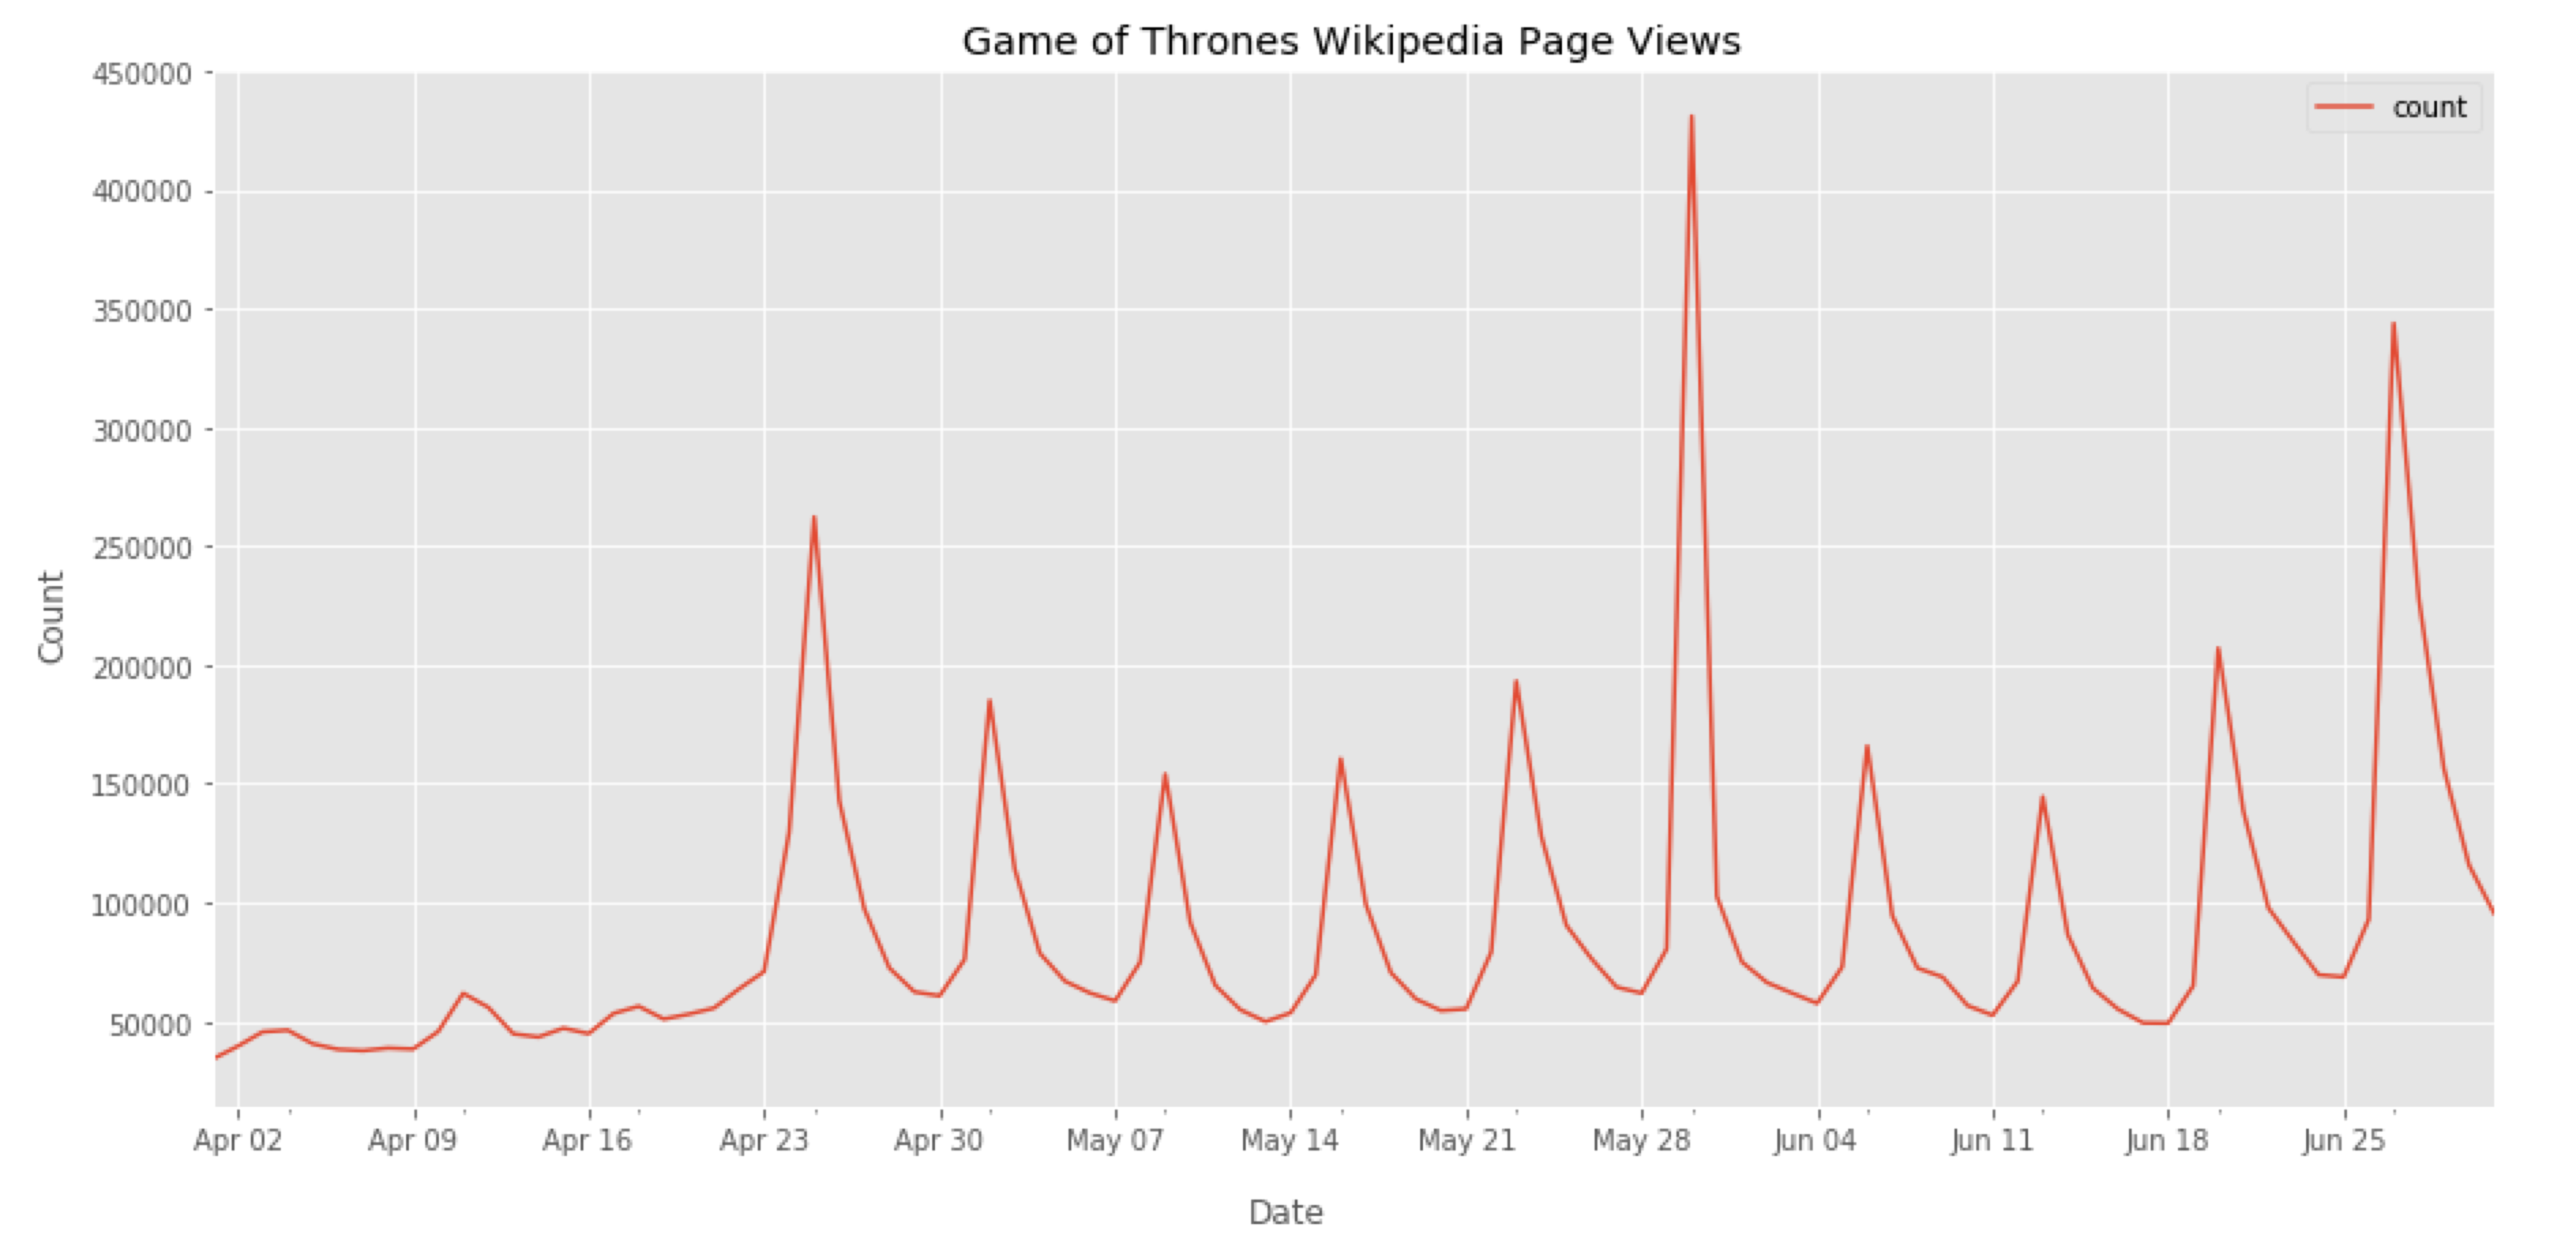 Game of Thrones Wikipedia Page Views
450000
400000
350000
300000
250000
200000
150000
100000
50000
Count
count
Apr 02 Apr 09 Apr 16 Apr 23 Apr 30 May 07 May 14 May 21 May 28 Jun 04 Jun 11 Jun 18 Jun 25
Date